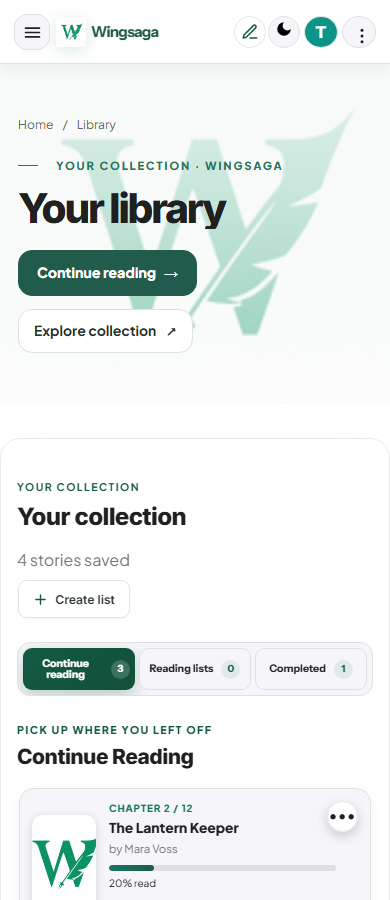 Wingsaga
T
Home / Library
YOUR COLLECTION · WINGSAGA
Your library
Continue reading →
Explore collection ↗
YOUR COLLECTION
Your collection
4 stories saved
+ Create list
Continue reading 3
Reading lists 0
Completed 1
PICK UP WHERE YOU LEFT OFF
Continue Reading
CHAPTER 2 / 12
The Lantern Keeper
by Mara Voss
20% read